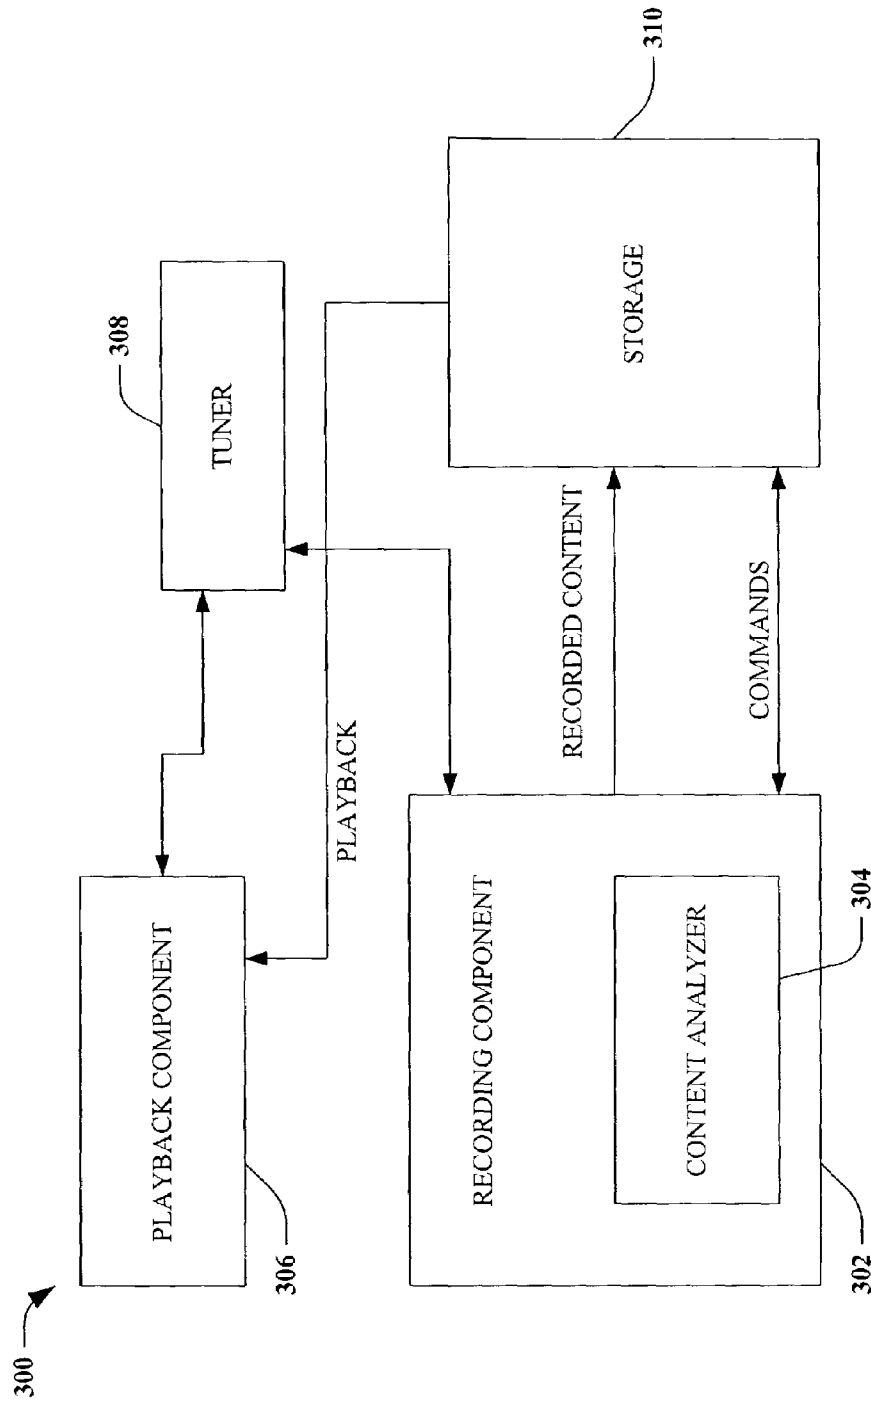 300
PLAYBACK COMPONENT
306
TUNER
308
PLAYBACK
RECORDING COMPONENT
CONTENT ANALYZER
304
302
RECORDED CONTENT
COMMANDS
STORAGE
310